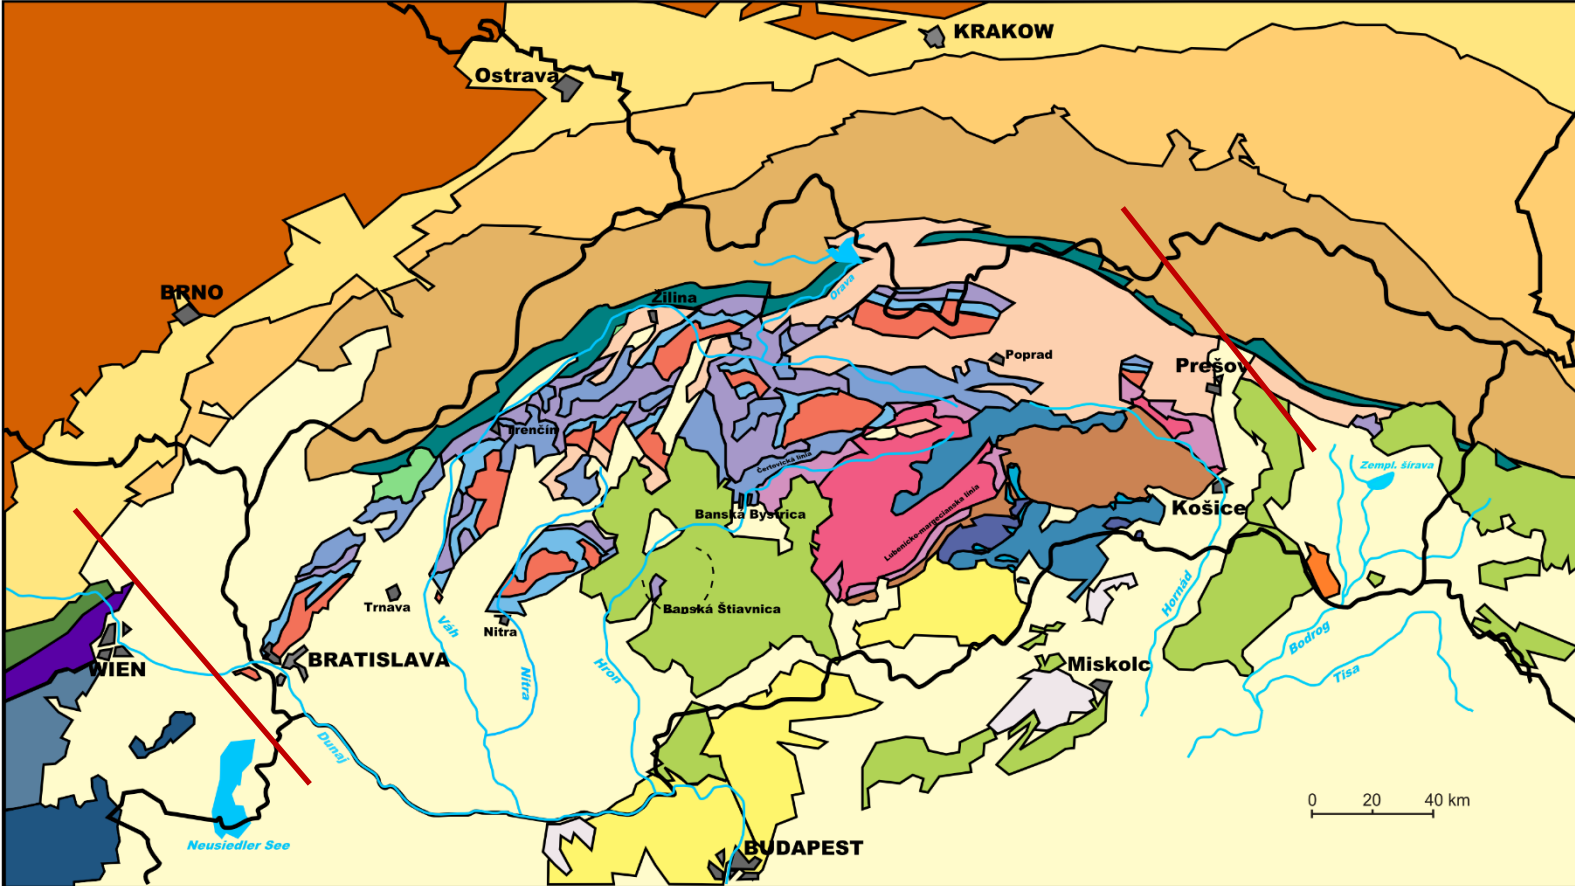 KRAKOW
Ostrava
BRNO
Žilina
Orava
Poprad
Prešov
Trenčín
Čertovická línia
Zempl. šírava
Banská Bystrica
Košice
Lubenícko-margecianska línia
Trnava
Nitra
Váh
Banská Štiavnica
Hornád
WIEN
BRATISLAVA
Nitra
Hron
Bodrog
Miskolc
Tisa
Dunaj
0 20 40 km
Neusiedler See
BUDAPEST